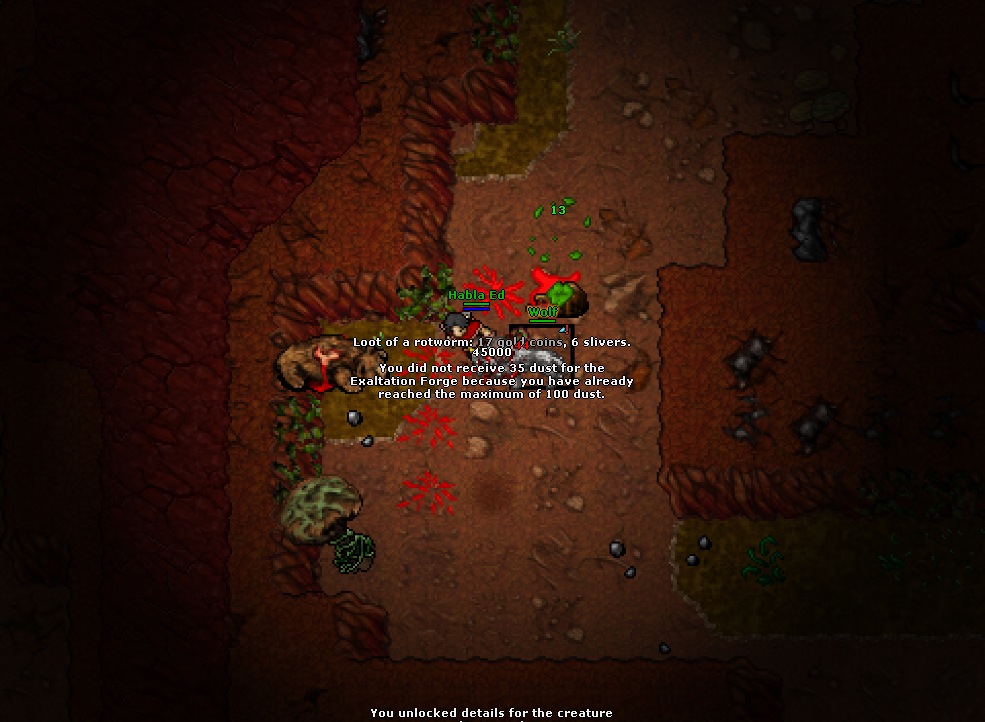 13
Habla Ed
Wolf
Loot of a rotworm: 17 gold coins, 6 slivers.
45000
You did not receive 35 dust for the
Exaltation Forge because you have already
reached the maximum of 100 dust.
You unlocked details for the creature